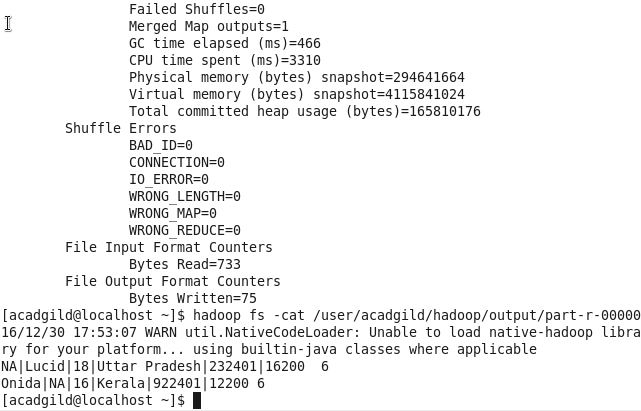 Failed Shuffles=0
Merged Map outputs=1
GC time elapsed (ms)=466
CPU time spent (ms)=3310
Physical memory (bytes) snapshot=294641664
Virtual memory (bytes) snapshot=4115841024
Total committed heap usage (bytes)=165810176
Shuffle Errors
BAD_ID=0
CONNECTION=0
IO_ERROR=0
WRONG_LENGTH=0
WRONG_MAP=0
WRONG_REDUCE=0
File Input Format Counters
Bytes Read=733
File Output Format Counters
Bytes Written=75
[acadgild@localhost ~]$ hadoop fs -cat /user/acadgild/hadoop/output/part-r-00000
16/12/30 17:53:07 WARN util.NativeCodeLoader: Unable to load native-hadoop libra
ry for your platform... using builtin-java classes where applicable
NA|Lucid|18|Uttar Pradesh|232401|16200  6
Onida|NA|16|Kerala|922401|12200 6
[acadgild@localhost ~]$